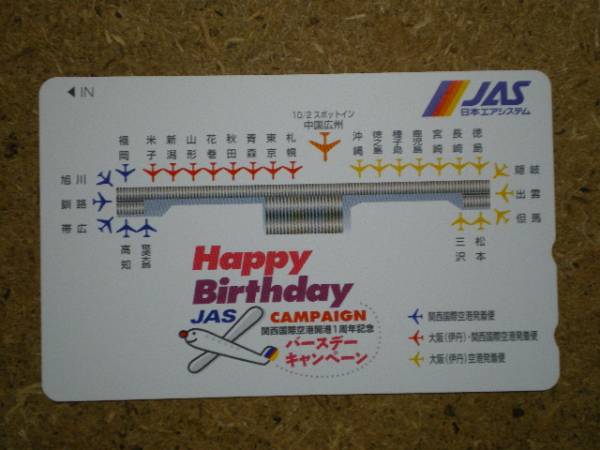 ◀ IN
JAS
日本エアシステム
10/2 スポットイン
中国広州
福岡
米子
新潟
山形
花巻
秋田
青森
東京
札幌
沖縄
徳之島
種子島
鹿児島
宮崎
長崎
徳島
旭川
釧路
帯広
隠岐
出雲
但馬
高知
三沢
松本
Happy
Birthday
JAS CAMPAIGN
関西国際空港開港1周年記念
バースデー
キャンペーン
関西国際空港発着便
大阪(伊丹)・関西国際空港発着便
大阪(伊丹)空港発着便